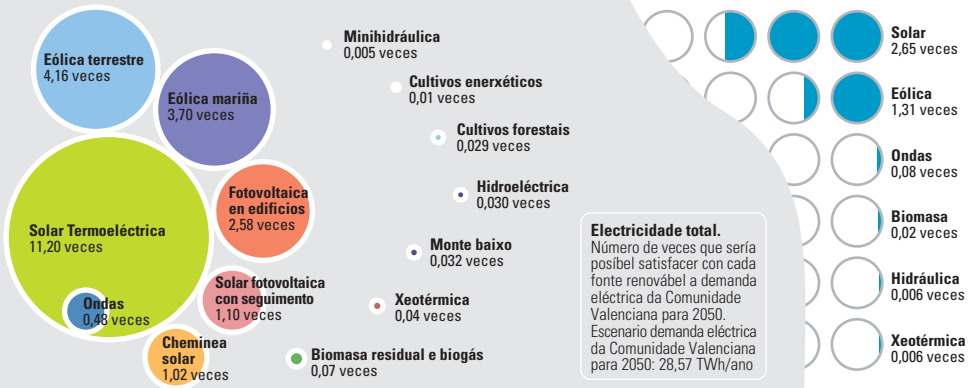 Eólica terrestre
4,16 veces
Eólica mariña
3,70 veces
Solar Termoeléctrica
11,20 veces
Fotovoltaica
en edificios
2,58 veces
Solar fotovoltaica
con seguimento
1,10 veces
Ondas
0,48 veces
Cheminea
solar
1,02 veces
Minihidráulica
0,005 veces
Cultivos enerxéticos
0,01 veces
Cultivos forestais
0,029 veces
Hidroeléctrica
0,030 veces
Monte baixo
0,032 veces
Xeotérmica
0,04 veces
Biomasa residual e biogás
0,07 veces
Electricidade total.
Número de veces que sería
posíbel satisfacer con cada
fonte renovábel a demanda
eléctrica da Comunidade
Valenciana para 2050.
Escenario demanda eléctrica
da Comunidade Valenciana
para 2050: 28,57 TWh/ano
Solar
2,65 veces
Eólica
1,31 veces
Ondas
0,08 veces
Biomasa
0,02 veces
Hidráulica
0,006 veces
Xeotérmica
0,006 veces